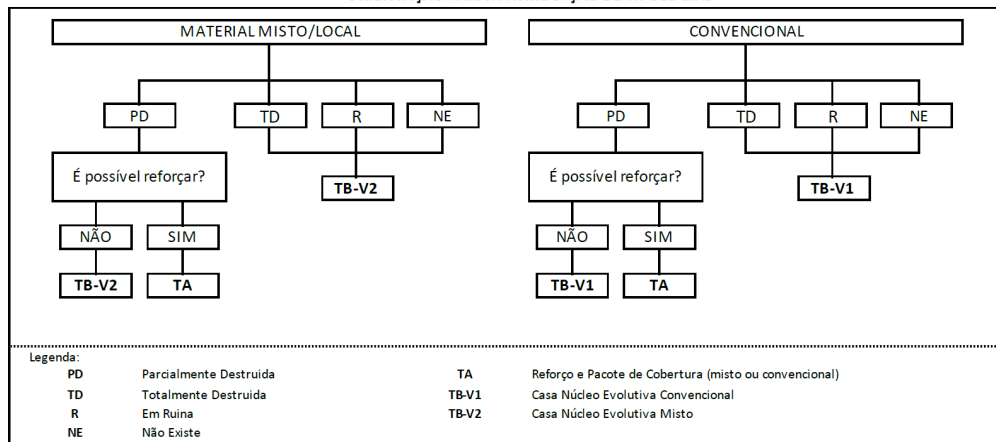 MATERIAL MISTO/LOCAL
CONVENCIONAL
PD
TD
R
NE
PD
TD
R
NE
É possível reforçar?
TB-V2
É possível reforçar?
TB-V1
NÃO
SIM
NÃO
SIM
TB-V2
TA
TB-V1
TA
Legenda:
PD Parcialmente Destruida
TA Reforço e Pacote de Cobertura (misto ou convencional)
TD Totalmente Destruida
TB-V1 Casa Núcleo Evolutiva Convencional
R Em Ruina
TB-V2 Casa Núcleo Evolutiva Misto
NE Não Existe